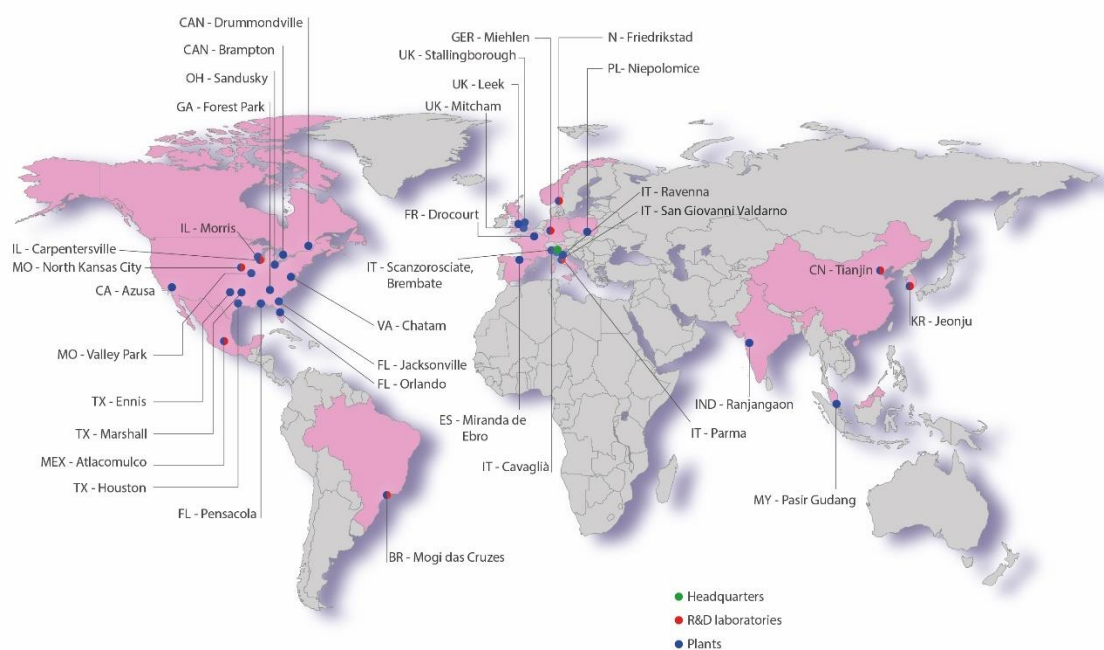 CAN - Drummondville
CAN - Brampton
OH - Sandusky
GA - Forest Park
IL - Morris
IL - Carpentersville
MO - North Kansas City
CA - Azusa
MO - Valley Park
TX - Ennis
TX - Marshall
MEX - Atlacomulco
TX - Houston
FL - Pensacola
VA - Chatam
FL - Jacksonville
FL - Orlando
BR - Mogi das Cruzes
GER - Miehlen
UK - Stallingborough
UK - Leek
UK - Mitcham
FR - Drocourt
IT - Scanzorosciate,
Brembate
ES - Miranda de
Ebro
IT - Cavaglià
N - Friedrikstad
PL- Niepolomice
IT - Ravenna
IT - San Giovanni Valdarno
IT - Parma
IND - Ranjangaon
CN - Tianjin
KR - Jeonju
MY - Pasir Gudang
Headquarters
R&D laboratories
Plants